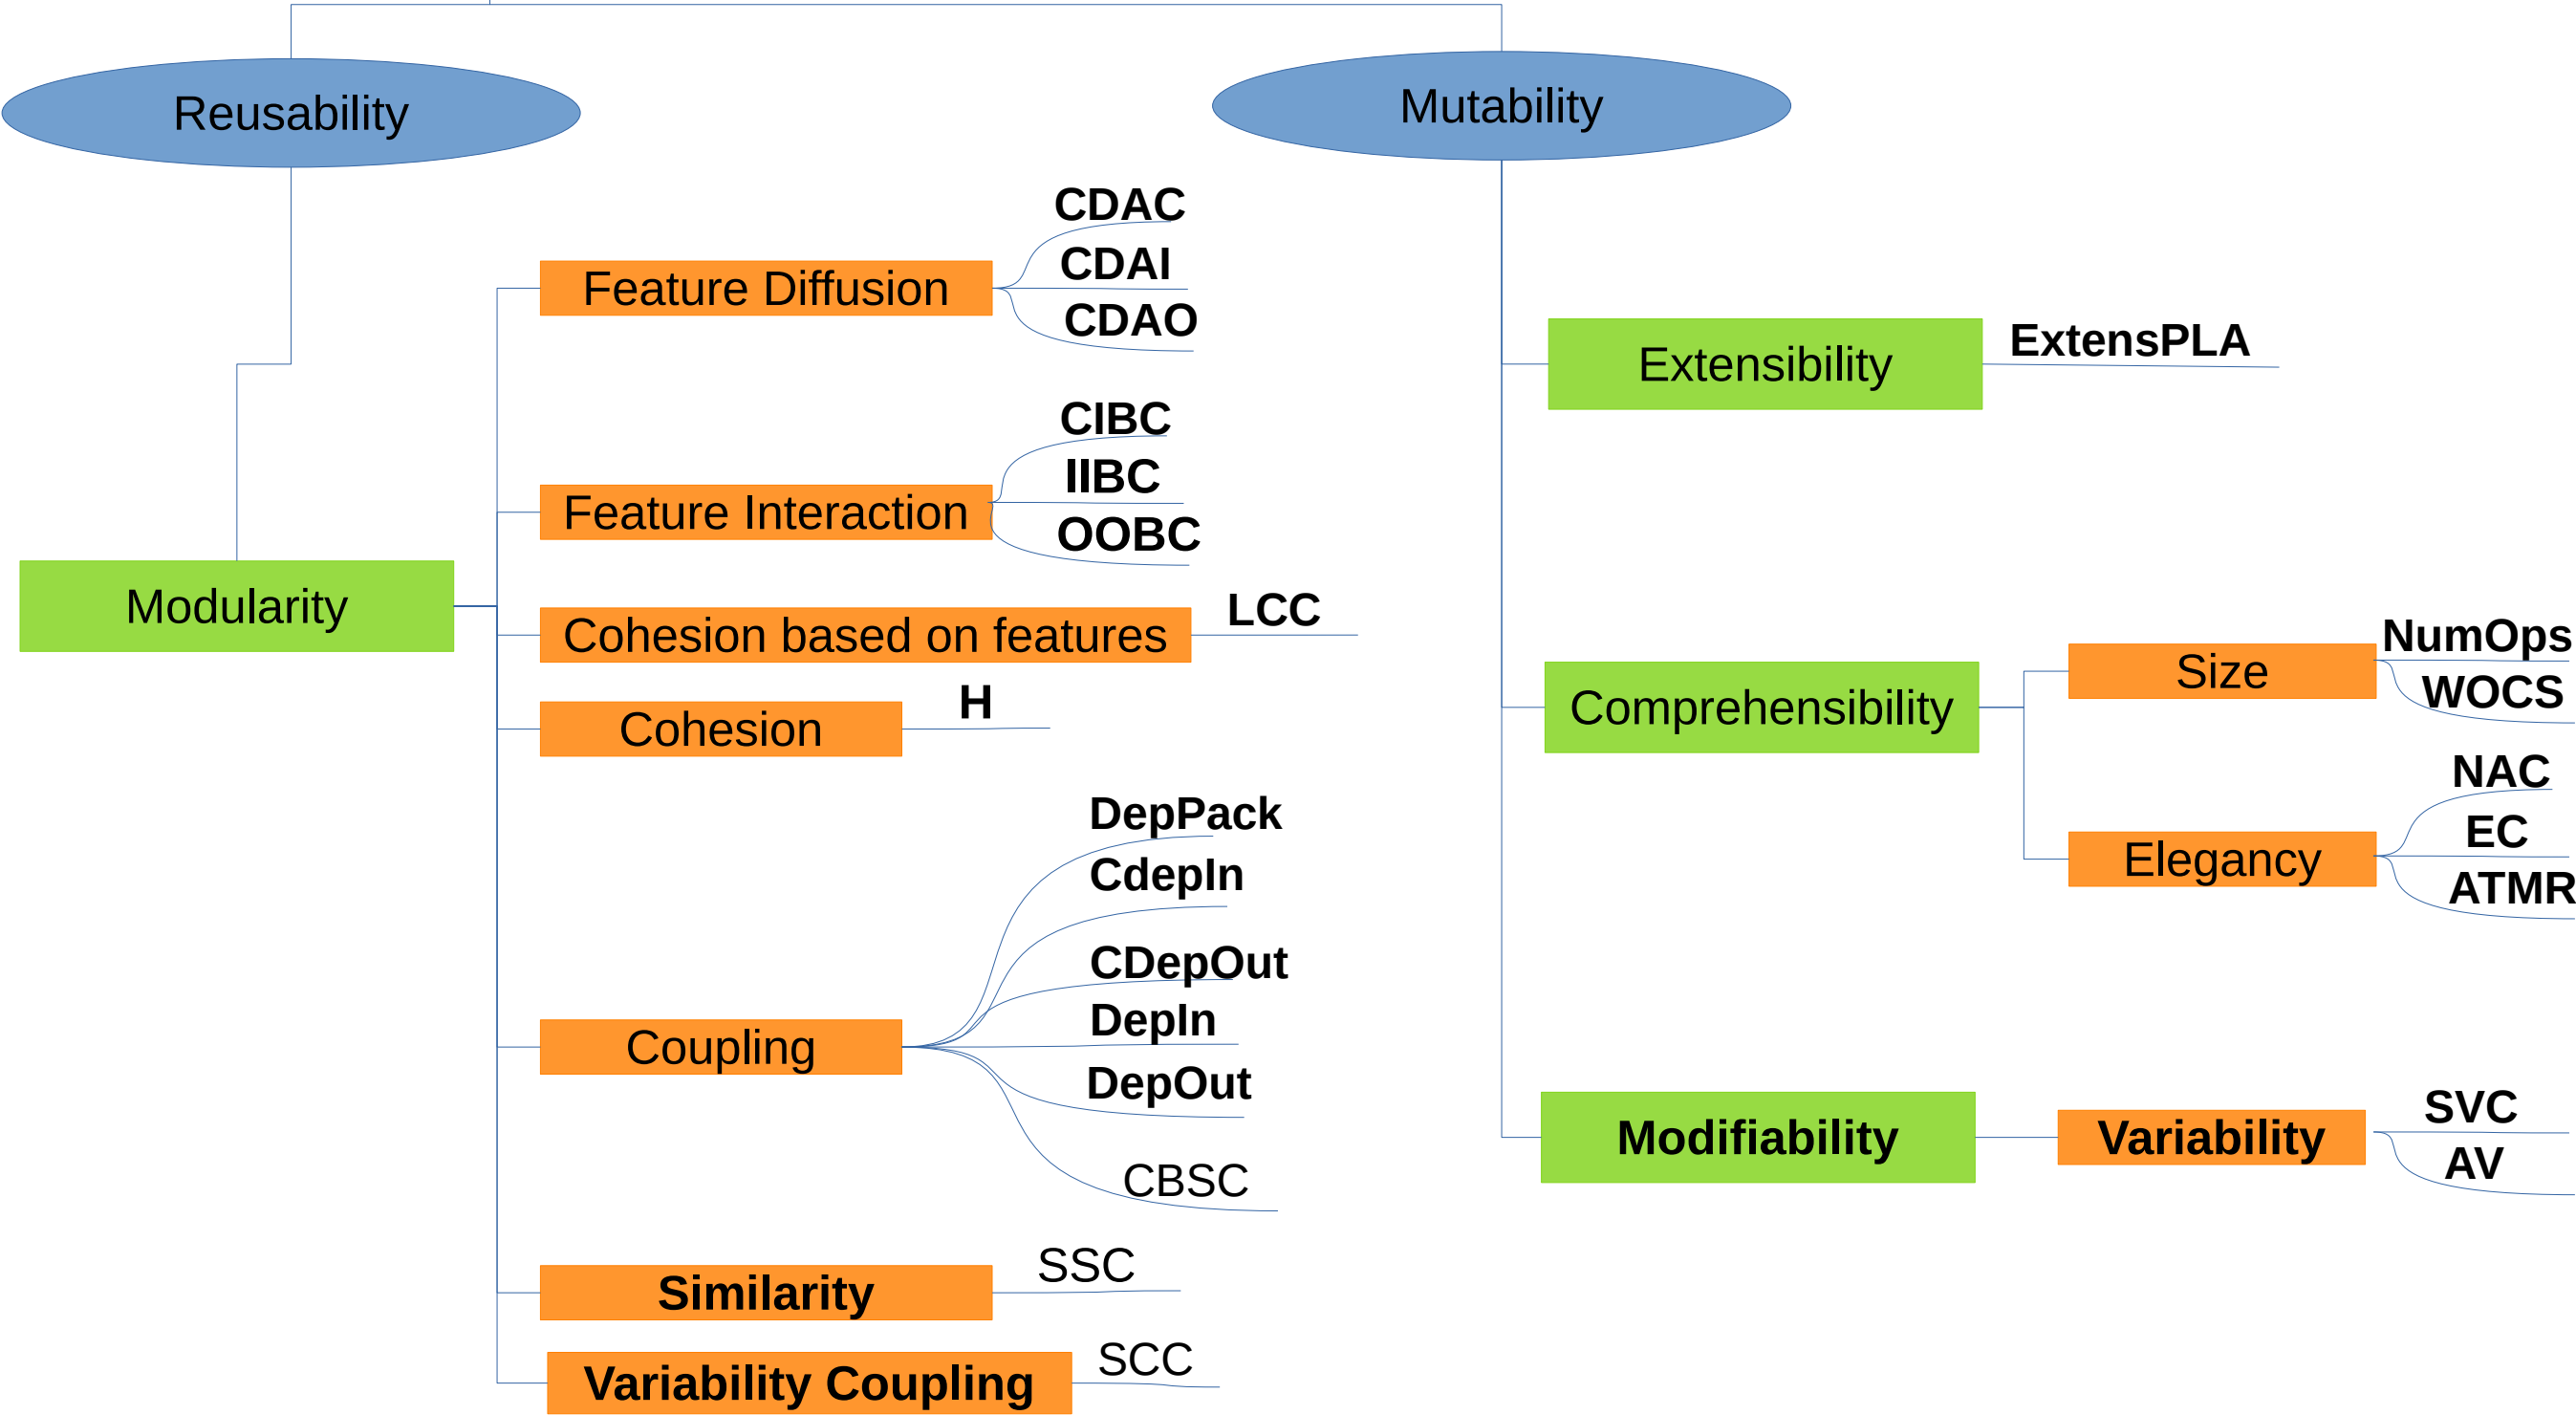 Reusability
Mutability
CDAC
CDAI
Feature Diffusion
CDAO
ExtensPLA
Extensibility
CIBC
IIBC
Feature Interaction
OOBC
Modularity
LCC
Cohesion based on features
H
Cohesion
NumOps
Size
WOCS
Comprehensibility
NAC
EC
Elegancy
ATMR
DepPack
CdepIn
CDepOut
DepIn
Coupling
DepOut
CBSC
Modifiability
Variability
SVC
AV
SSC
Similarity
SCC
Variability Coupling